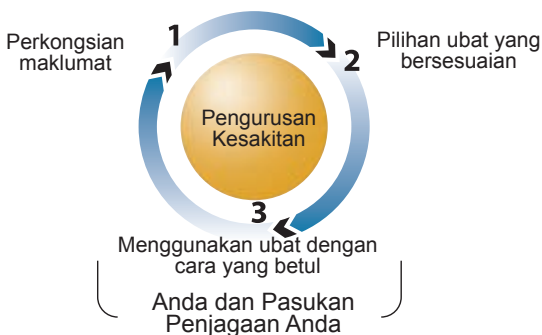 1
Perkongsian
maklumat
2
Pilihan ubat yang
bersesuaian
Pengurusan
Kesakitan
3
Menggunakan ubat dengan
cara yang betul
Anda dan Pasukan
Penjagaan Anda